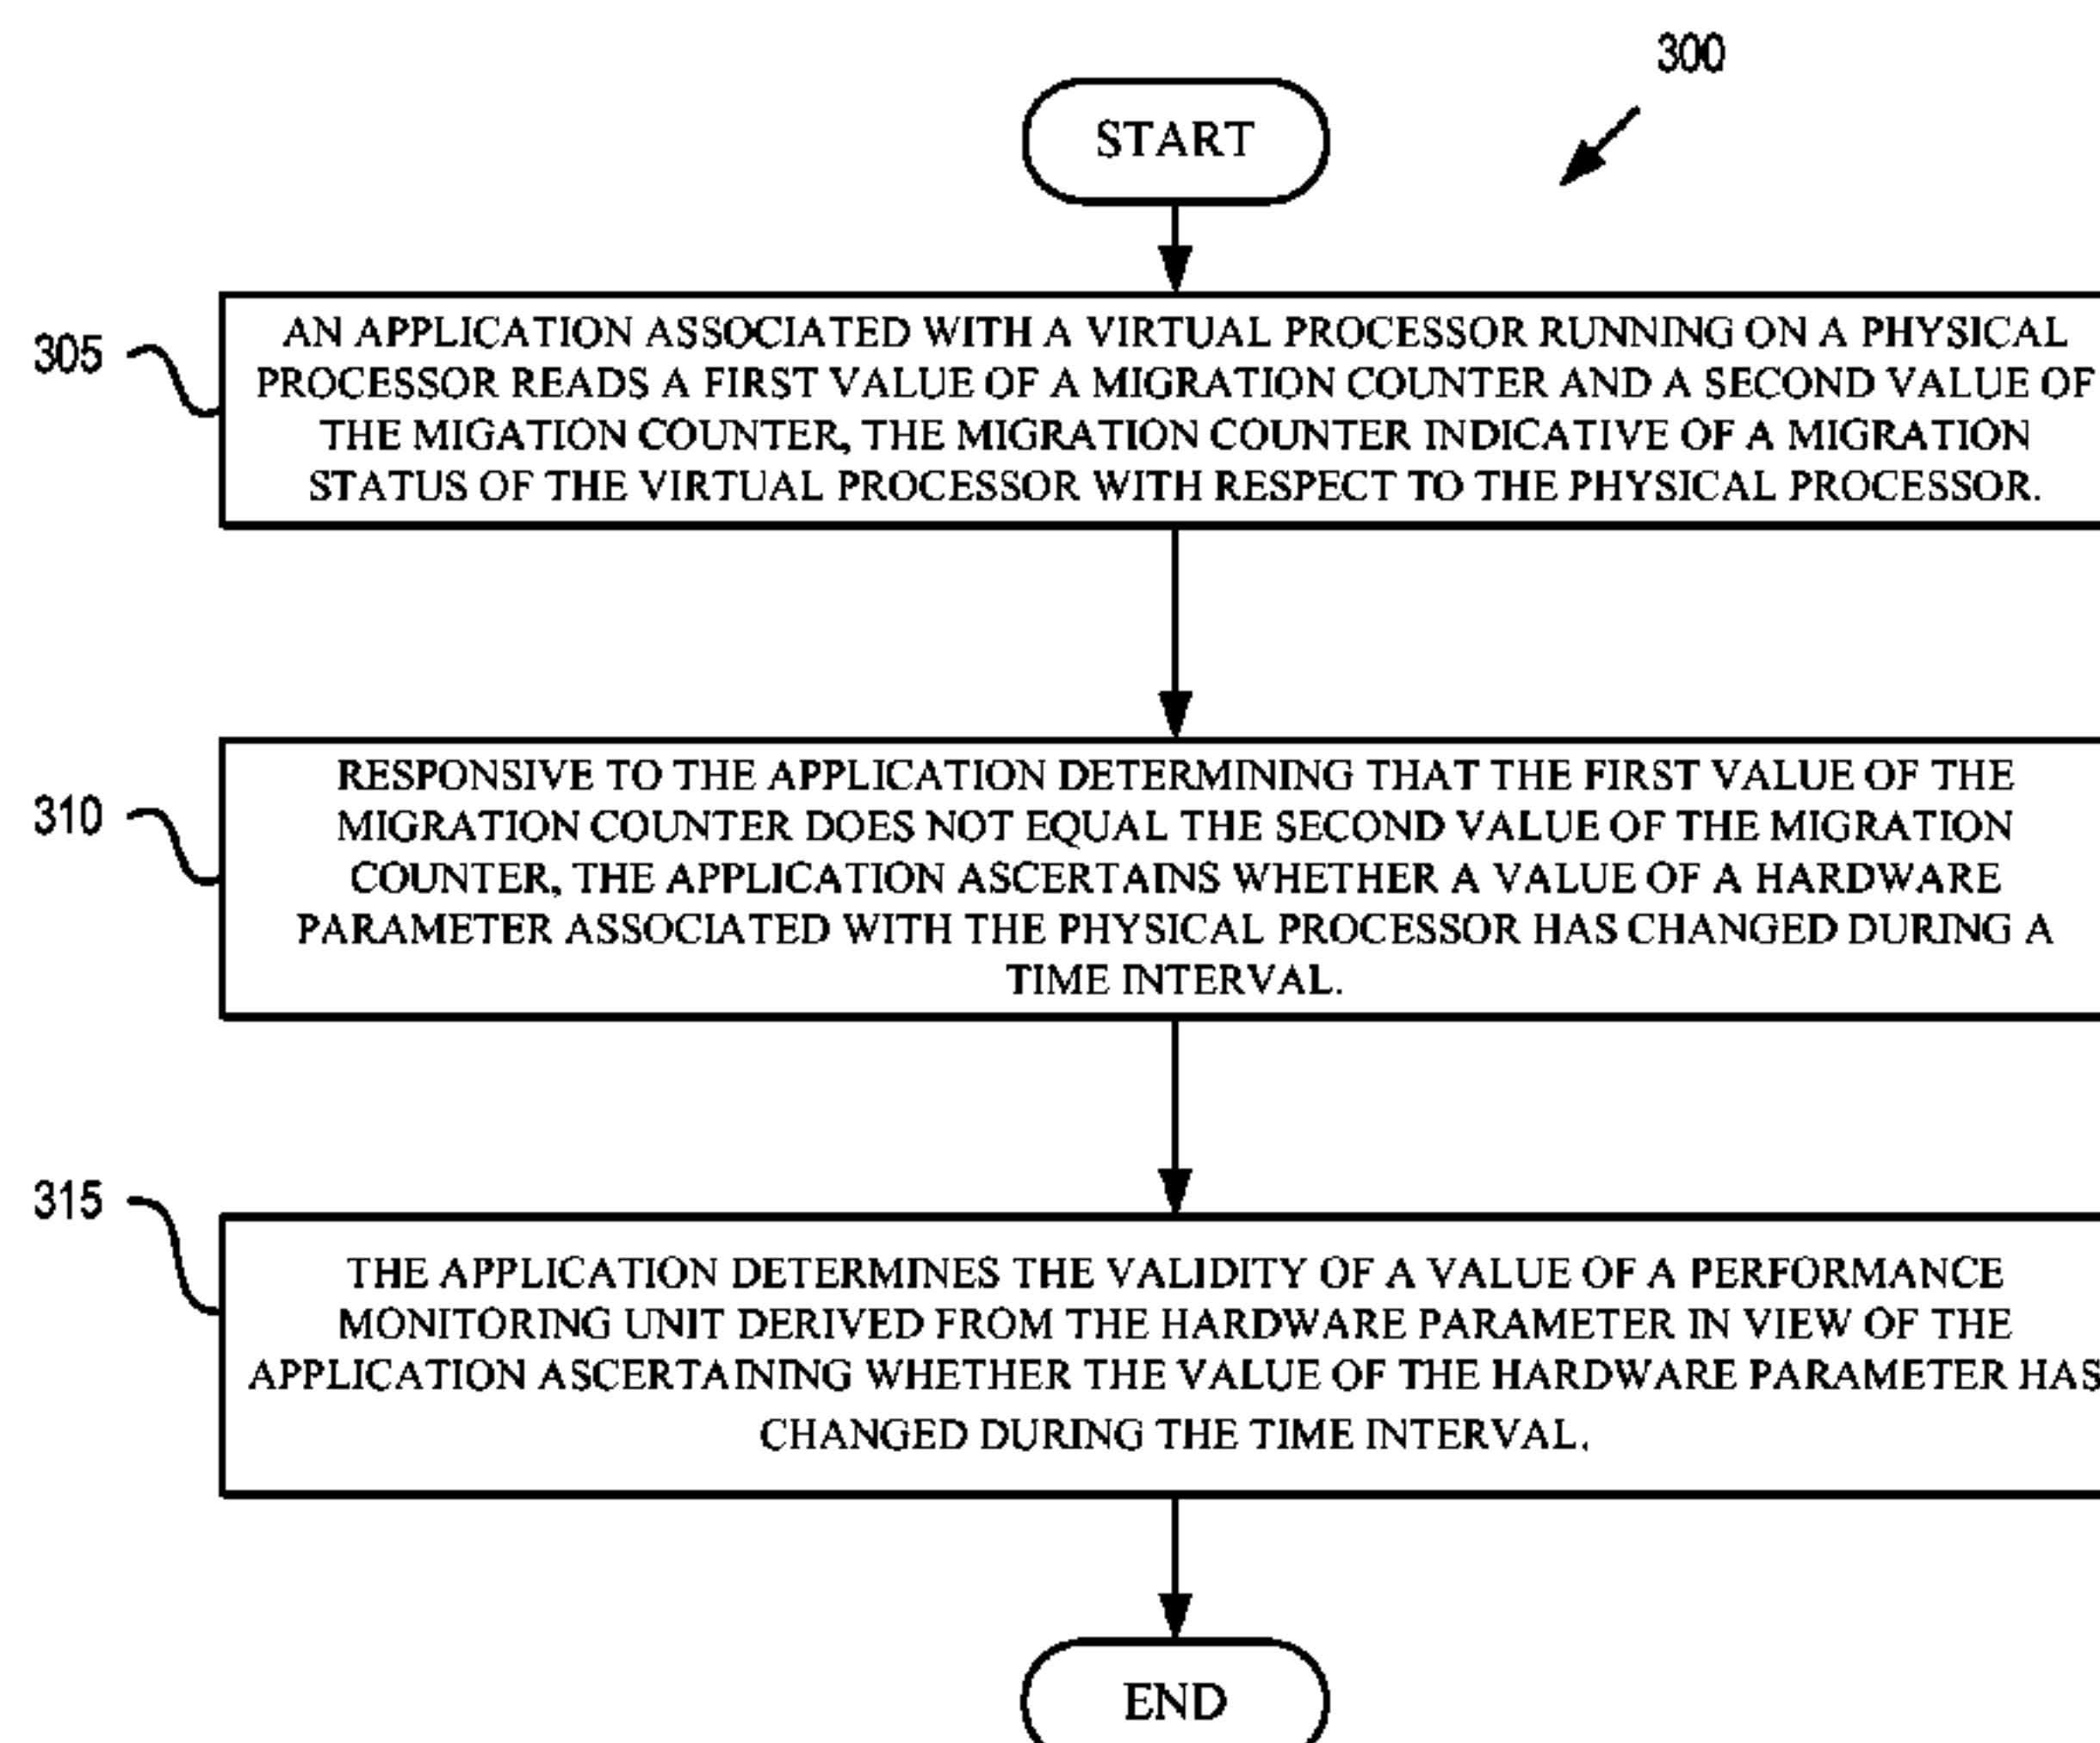 300
START
305
AN APPLICATION ASSOCIATED WITH A VIRTUAL PROCESSOR RUNNING ON A PHYSICAL
PROCESSOR READS A FIRST VALUE OF A MIGRATION COUNTER AND A SECOND VALUE OF
THE MIGATION COUNTER, THE MIGRATION COUNTER INDICATIVE OF A MIGRATION
STATUS OF THE VIRTUAL PROCESSOR WITH RESPECT TO THE PHYSICAL PROCESSOR.
310
RESPONSIVE TO THE APPLICATION DETERMINING THAT THE FIRST VALUE OF THE
MIGRATION COUNTER DOES NOT EQUAL THE SECOND VALUE OF THE MIGRATION
COUNTER, THE APPLICATION ASCERTAINS WHETHER A VALUE OF A HARDWARE
PARAMETER ASSOCIATED WITH THE PHYSICAL PROCESSOR HAS CHANGED DURING A
TIME INTERVAL.
315
THE APPLICATION DETERMINES THE VALIDITY OF A VALUE OF A PERFORMANCE
MONITORING UNIT DERIVED FROM THE HARDWARE PARAMETER IN VIEW OF THE
APPLICATION ASCERTAINING WHETHER THE VALUE OF THE HARDWARE PARAMETER HAS
CHANGED DURING THE TIME INTERVAL.
END